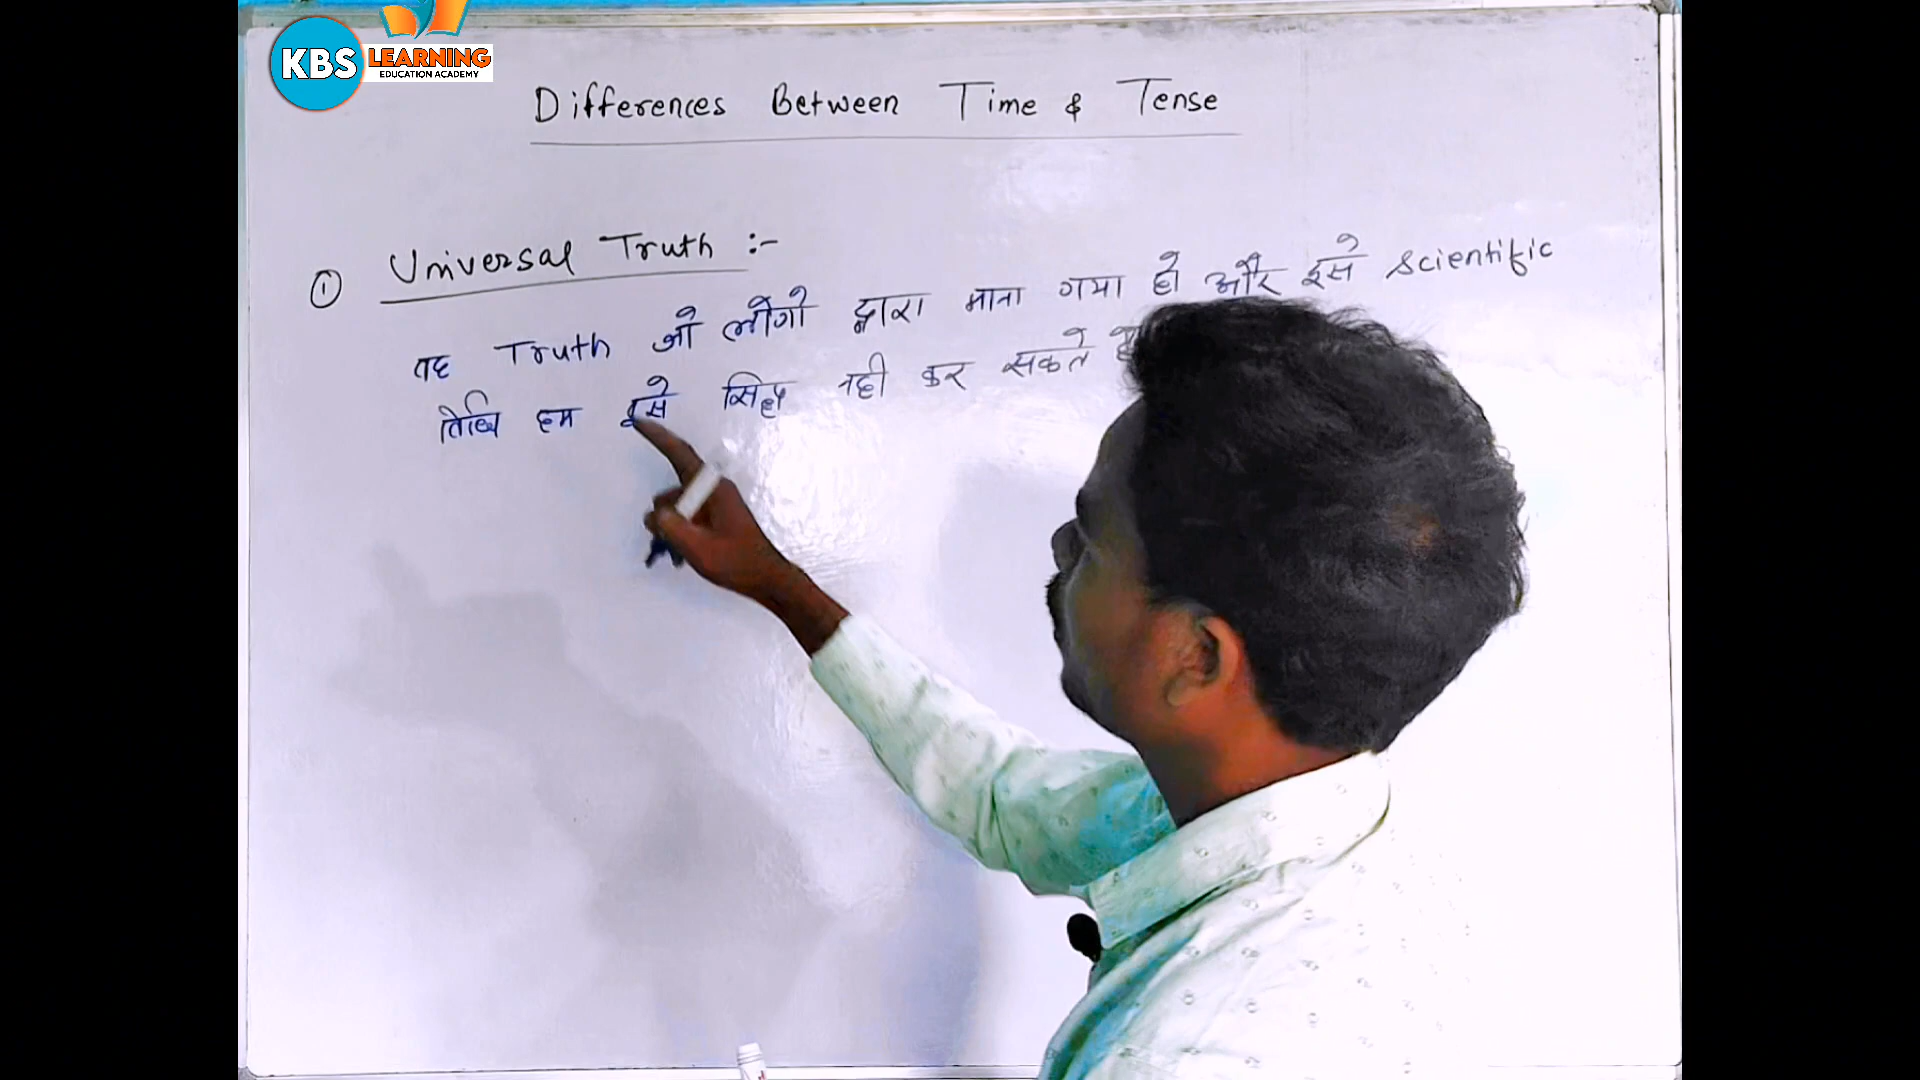 KBS LEARNING
EDUCATION ACADEMY
Differences Between Time & Tense
① Universal Truth :-
वह Truth जो लोगो द्वारा माना गया हो और इसे Scientific
विधि हम इसे सिद्ध नही कर सकते